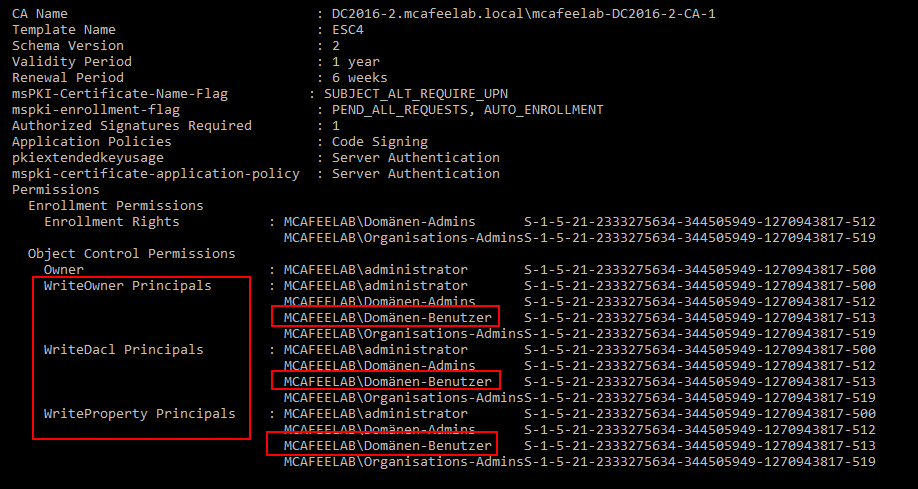 CA Name : DC2016-2.mcafeelab.local\mcafeelab-DC2016-2-CA-1
Template Name : ESC4
Schema Version : 2
Validity Period : 1 year
Renewal Period : 6 weeks
msPKI-Certificate-Name-Flag : SUBJECT_ALT_REQUIRE_UPN
mspki-enrollment-flag : PEND_ALL_REQUESTS, AUTO_ENROLLMENT
Authorized Signatures Required : 1
Application Policies : Code Signing
pkiextendedkeyusage : Server Authentication
mspki-certificate-application-policy : Server Authentication
Permissions
Enrollment Permissions
Enrollment Rights : MCAFEELAB\Domänen-Admins S-1-5-21-2333275634-344505949-1270943817-512
MCAFEELAB\Organisations-AdminsS-1-5-21-2333275634-344505949-1270943817-519
Object Control Permissions
Owner : MCAFEELAB\administrator S-1-5-21-2333275634-344505949-1270943817-500
WriteOwner Principals : MCAFEELAB\administrator S-1-5-21-2333275634-344505949-1270943817-500
MCAFEELAB\Domänen-Admins S-1-5-21-2333275634-344505949-1270943817-512
MCAFEELAB\Domänen-Benutzer S-1-5-21-2333275634-344505949-1270943817-513
MCAFEELAB\Organisations-AdminsS-1-5-21-2333275634-344505949-1270943817-519
WriteDacl Principals : MCAFEELAB\administrator S-1-5-21-2333275634-344505949-1270943817-500
MCAFEELAB\Domänen-Admins S-1-5-21-2333275634-344505949-1270943817-512
MCAFEELAB\Domänen-Benutzer S-1-5-21-2333275634-344505949-1270943817-513
MCAFEELAB\Organisations-AdminsS-1-5-21-2333275634-344505949-1270943817-519
WriteProperty Principals : MCAFEELAB\administrator S-1-5-21-2333275634-344505949-1270943817-500
MCAFEELAB\Domänen-Admins S-1-5-21-2333275634-344505949-1270943817-512
MCAFEELAB\Domänen-Benutzer S-1-5-21-2333275634-344505949-1270943817-513
MCAFEELAB\Organisations-AdminsS-1-5-21-2333275634-344505949-1270943817-519